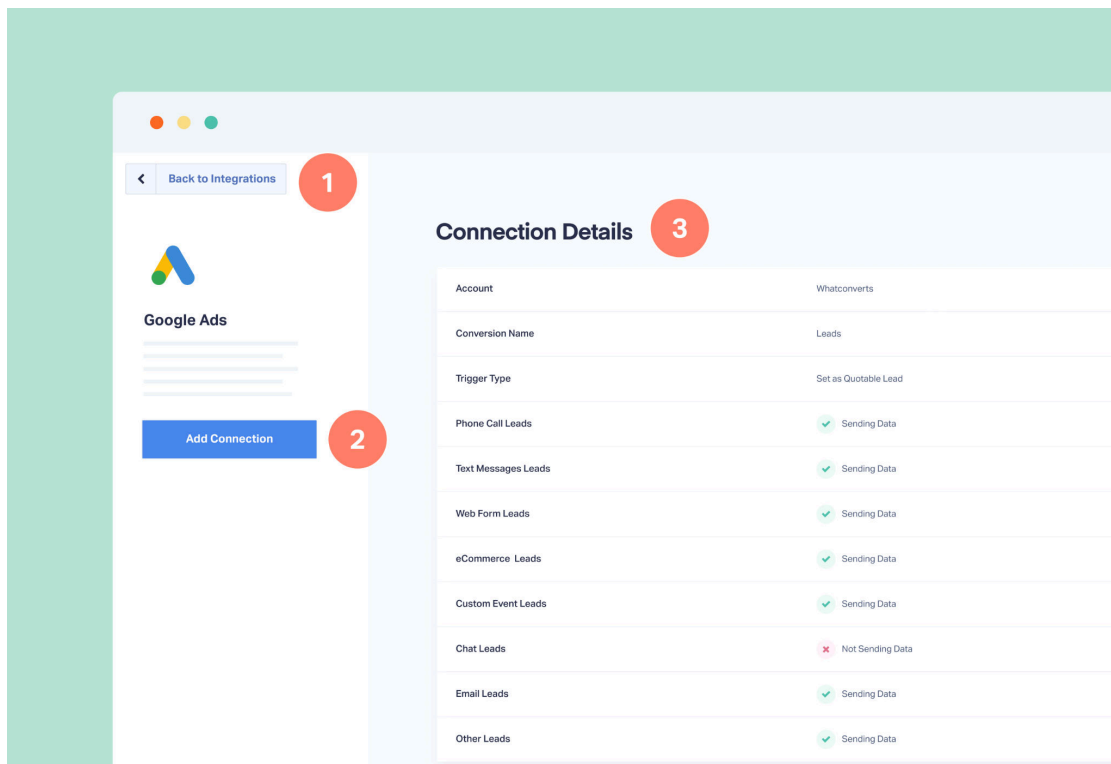 Back to Integrations
1
Google Ads
Add Connection
2
Connection Details
3
Account Whatconverts
Conversion Name Leads
Trigger Type Set as Quotable Lead
Phone Call Leads Sending Data
Text Messages Leads Sending Data
Web Form Leads Sending Data
eCommerce Leads Sending Data
Custom Event Leads Sending Data
Chat Leads Not Sending Data
Email Leads Sending Data
Other Leads Sending Data